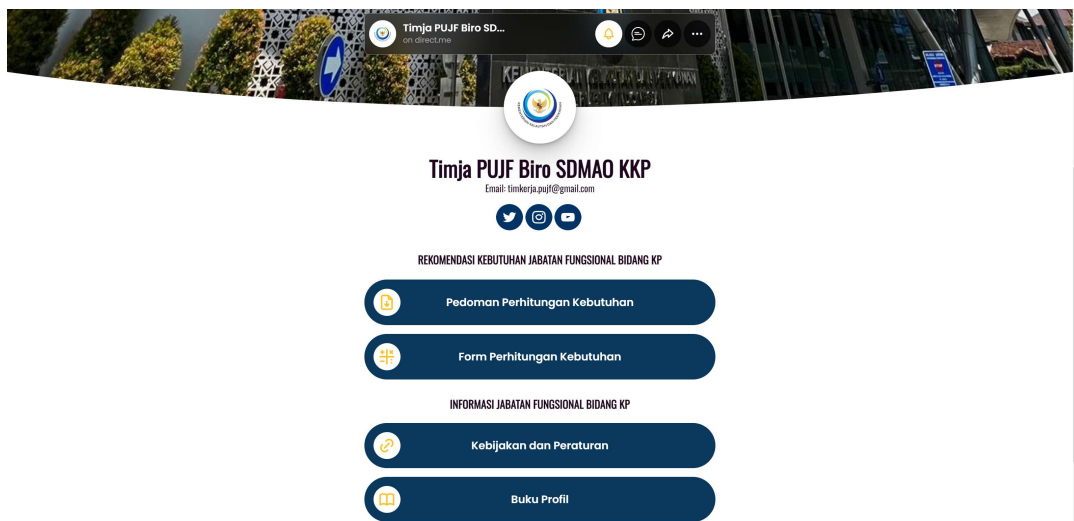 Timja PUJF Biro SD...
on direct.me
Timja PUJF Biro SDMAO KKP
Email: timkerja.pujf@gmail.com
REKOMENDASI KEBUTUHAN JABATAN FUNGSIONAL BIDANG KP
Pedoman Perhitungan Kebutuhan
Form Perhitungan Kebutuhan
INFORMASI JABATAN FUNGSIONAL BIDANG KP
Kebijakan dan Peraturan
Buku Profil